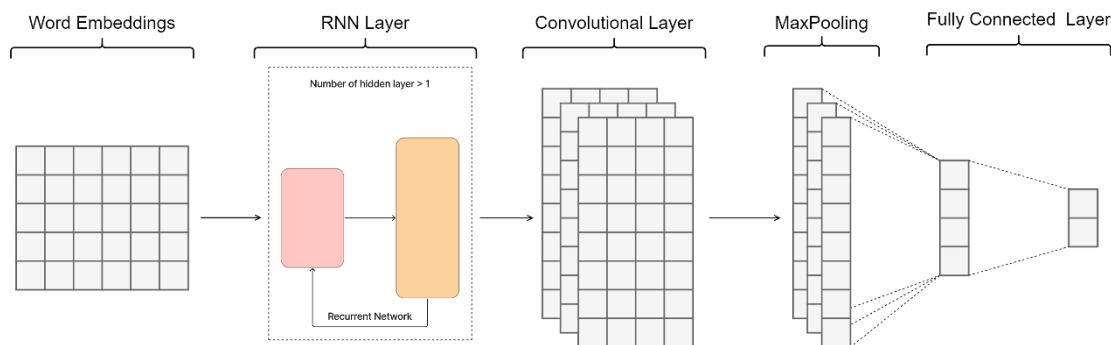 Word Embeddings
RNN Layer
Convolutional Layer
MaxPooling
Fully Connected Layer
Number of hidden layer > 1
Recurrent Network